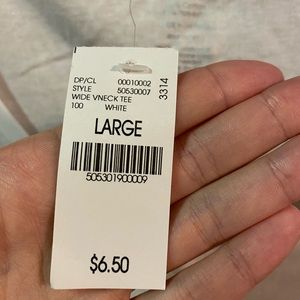 DP/CL 00010002
STYLE 50530007
WIDE VNECK TEE
100 WHITE
3314
LARGE
505301900009
$6.50